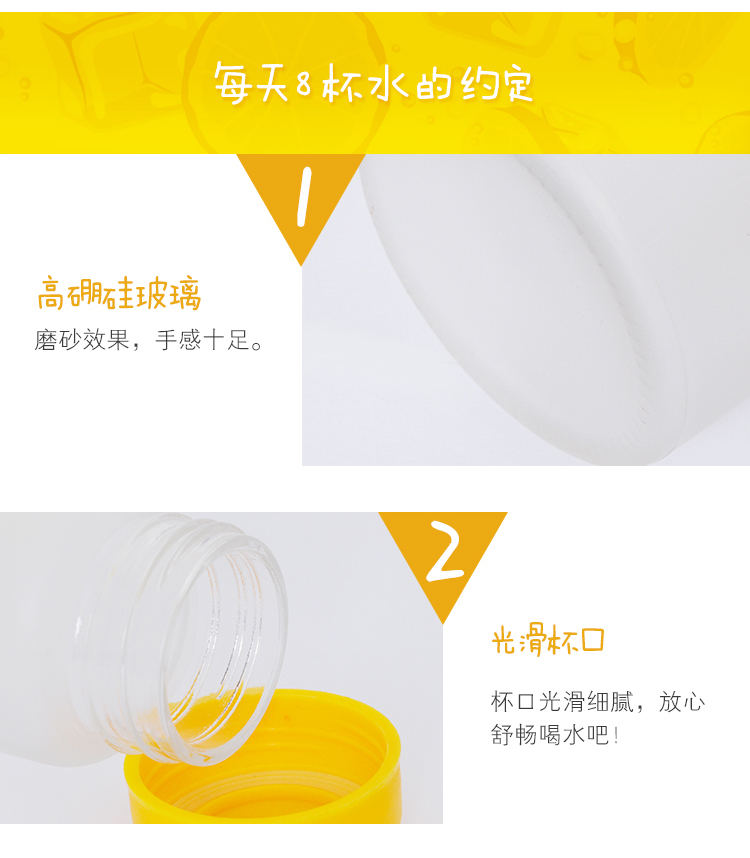 每天8杯水的约定
1
高硼硅玻璃
磨砂效果，手感十足。
2
光滑杯口
杯口光滑细腻，放心
舒畅喝水吧！